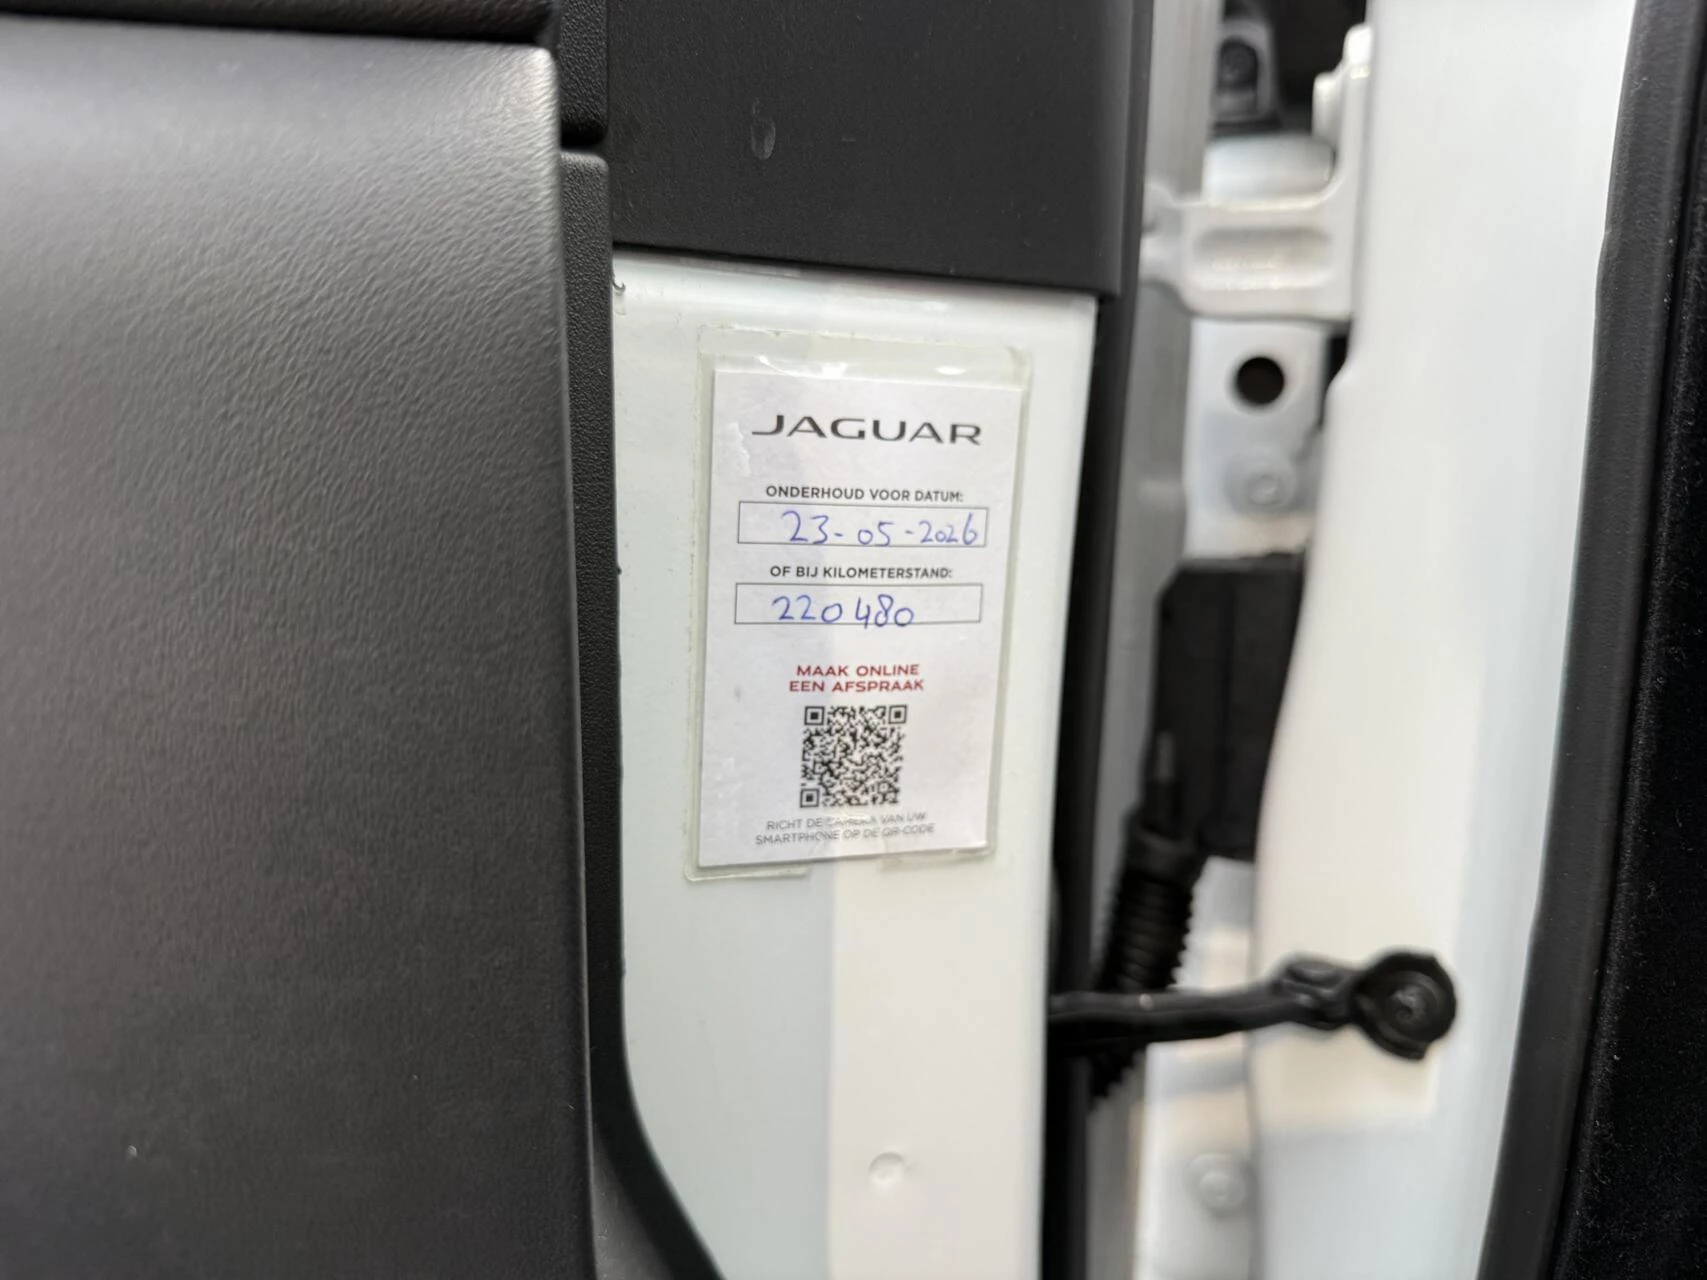 JAGUAR
ONDERHOUD VOOR DATUM:
23-05-2026
OF BIJ KILOMETERSTAND:
220480
MAAK ONLINE
EEN AFSPRAAK
RICHT DE CAMERA VAN UW
SMARTPHONE OP DE QR-CODE